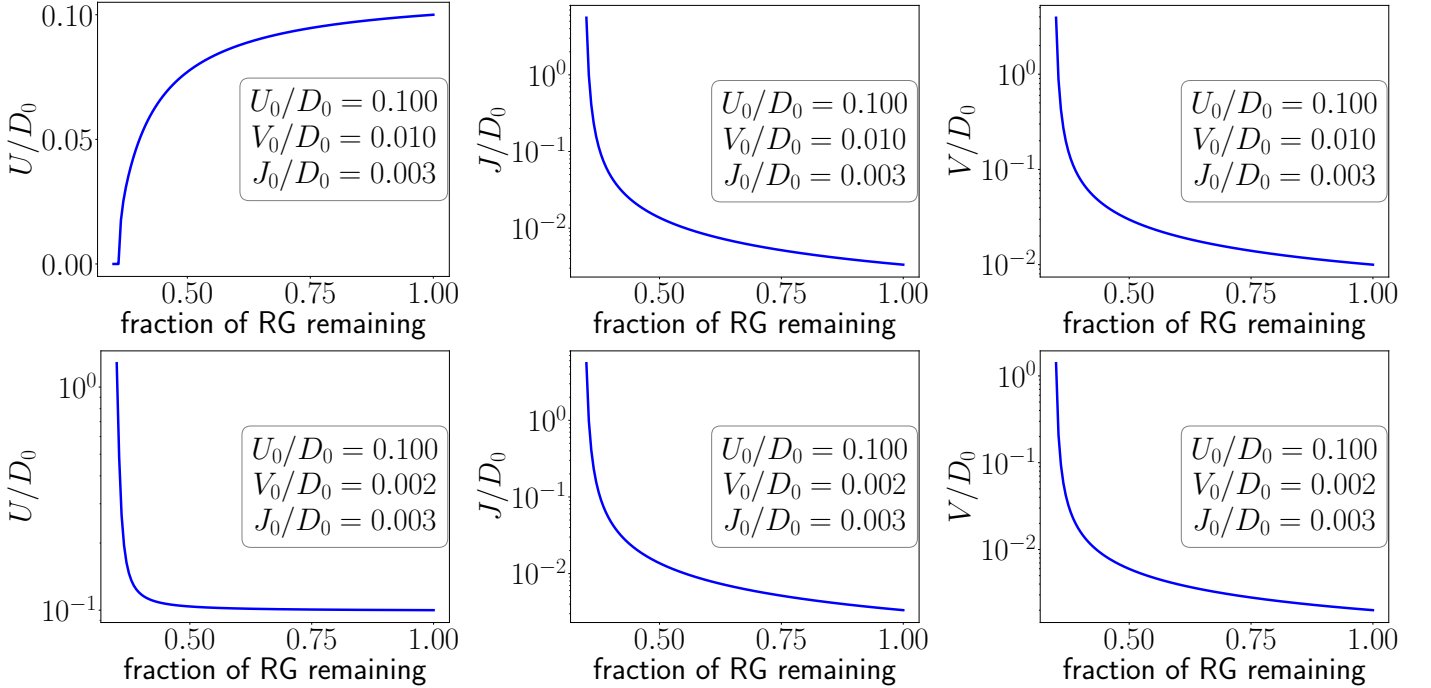 U/D₀
0.10
0.05
0.00
U₀/D₀ = 0.100
V₀/D₀ = 0.010
J₀/D₀ = 0.003
0.50 0.75 1.00
fraction of RG remaining
J/D₀
10⁰
10⁻¹
10⁻²
U₀/D₀ = 0.100
V₀/D₀ = 0.010
J₀/D₀ = 0.003
0.50 0.75 1.00
fraction of RG remaining
V/D₀
10⁰
10⁻¹
10⁻²
U₀/D₀ = 0.100
V₀/D₀ = 0.010
J₀/D₀ = 0.003
0.50 0.75 1.00
fraction of RG remaining
U/D₀
10⁰
10⁻¹
U₀/D₀ = 0.100
V₀/D₀ = 0.002
J₀/D₀ = 0.003
0.50 0.75 1.00
fraction of RG remaining
J/D₀
10⁰
10⁻¹
10⁻²
U₀/D₀ = 0.100
V₀/D₀ = 0.002
J₀/D₀ = 0.003
0.50 0.75 1.00
fraction of RG remaining
V/D₀
10⁰
10⁻¹
10⁻²
U₀/D₀ = 0.100
V₀/D₀ = 0.002
J₀/D₀ = 0.003
0.50 0.75 1.00
fraction of RG remaining